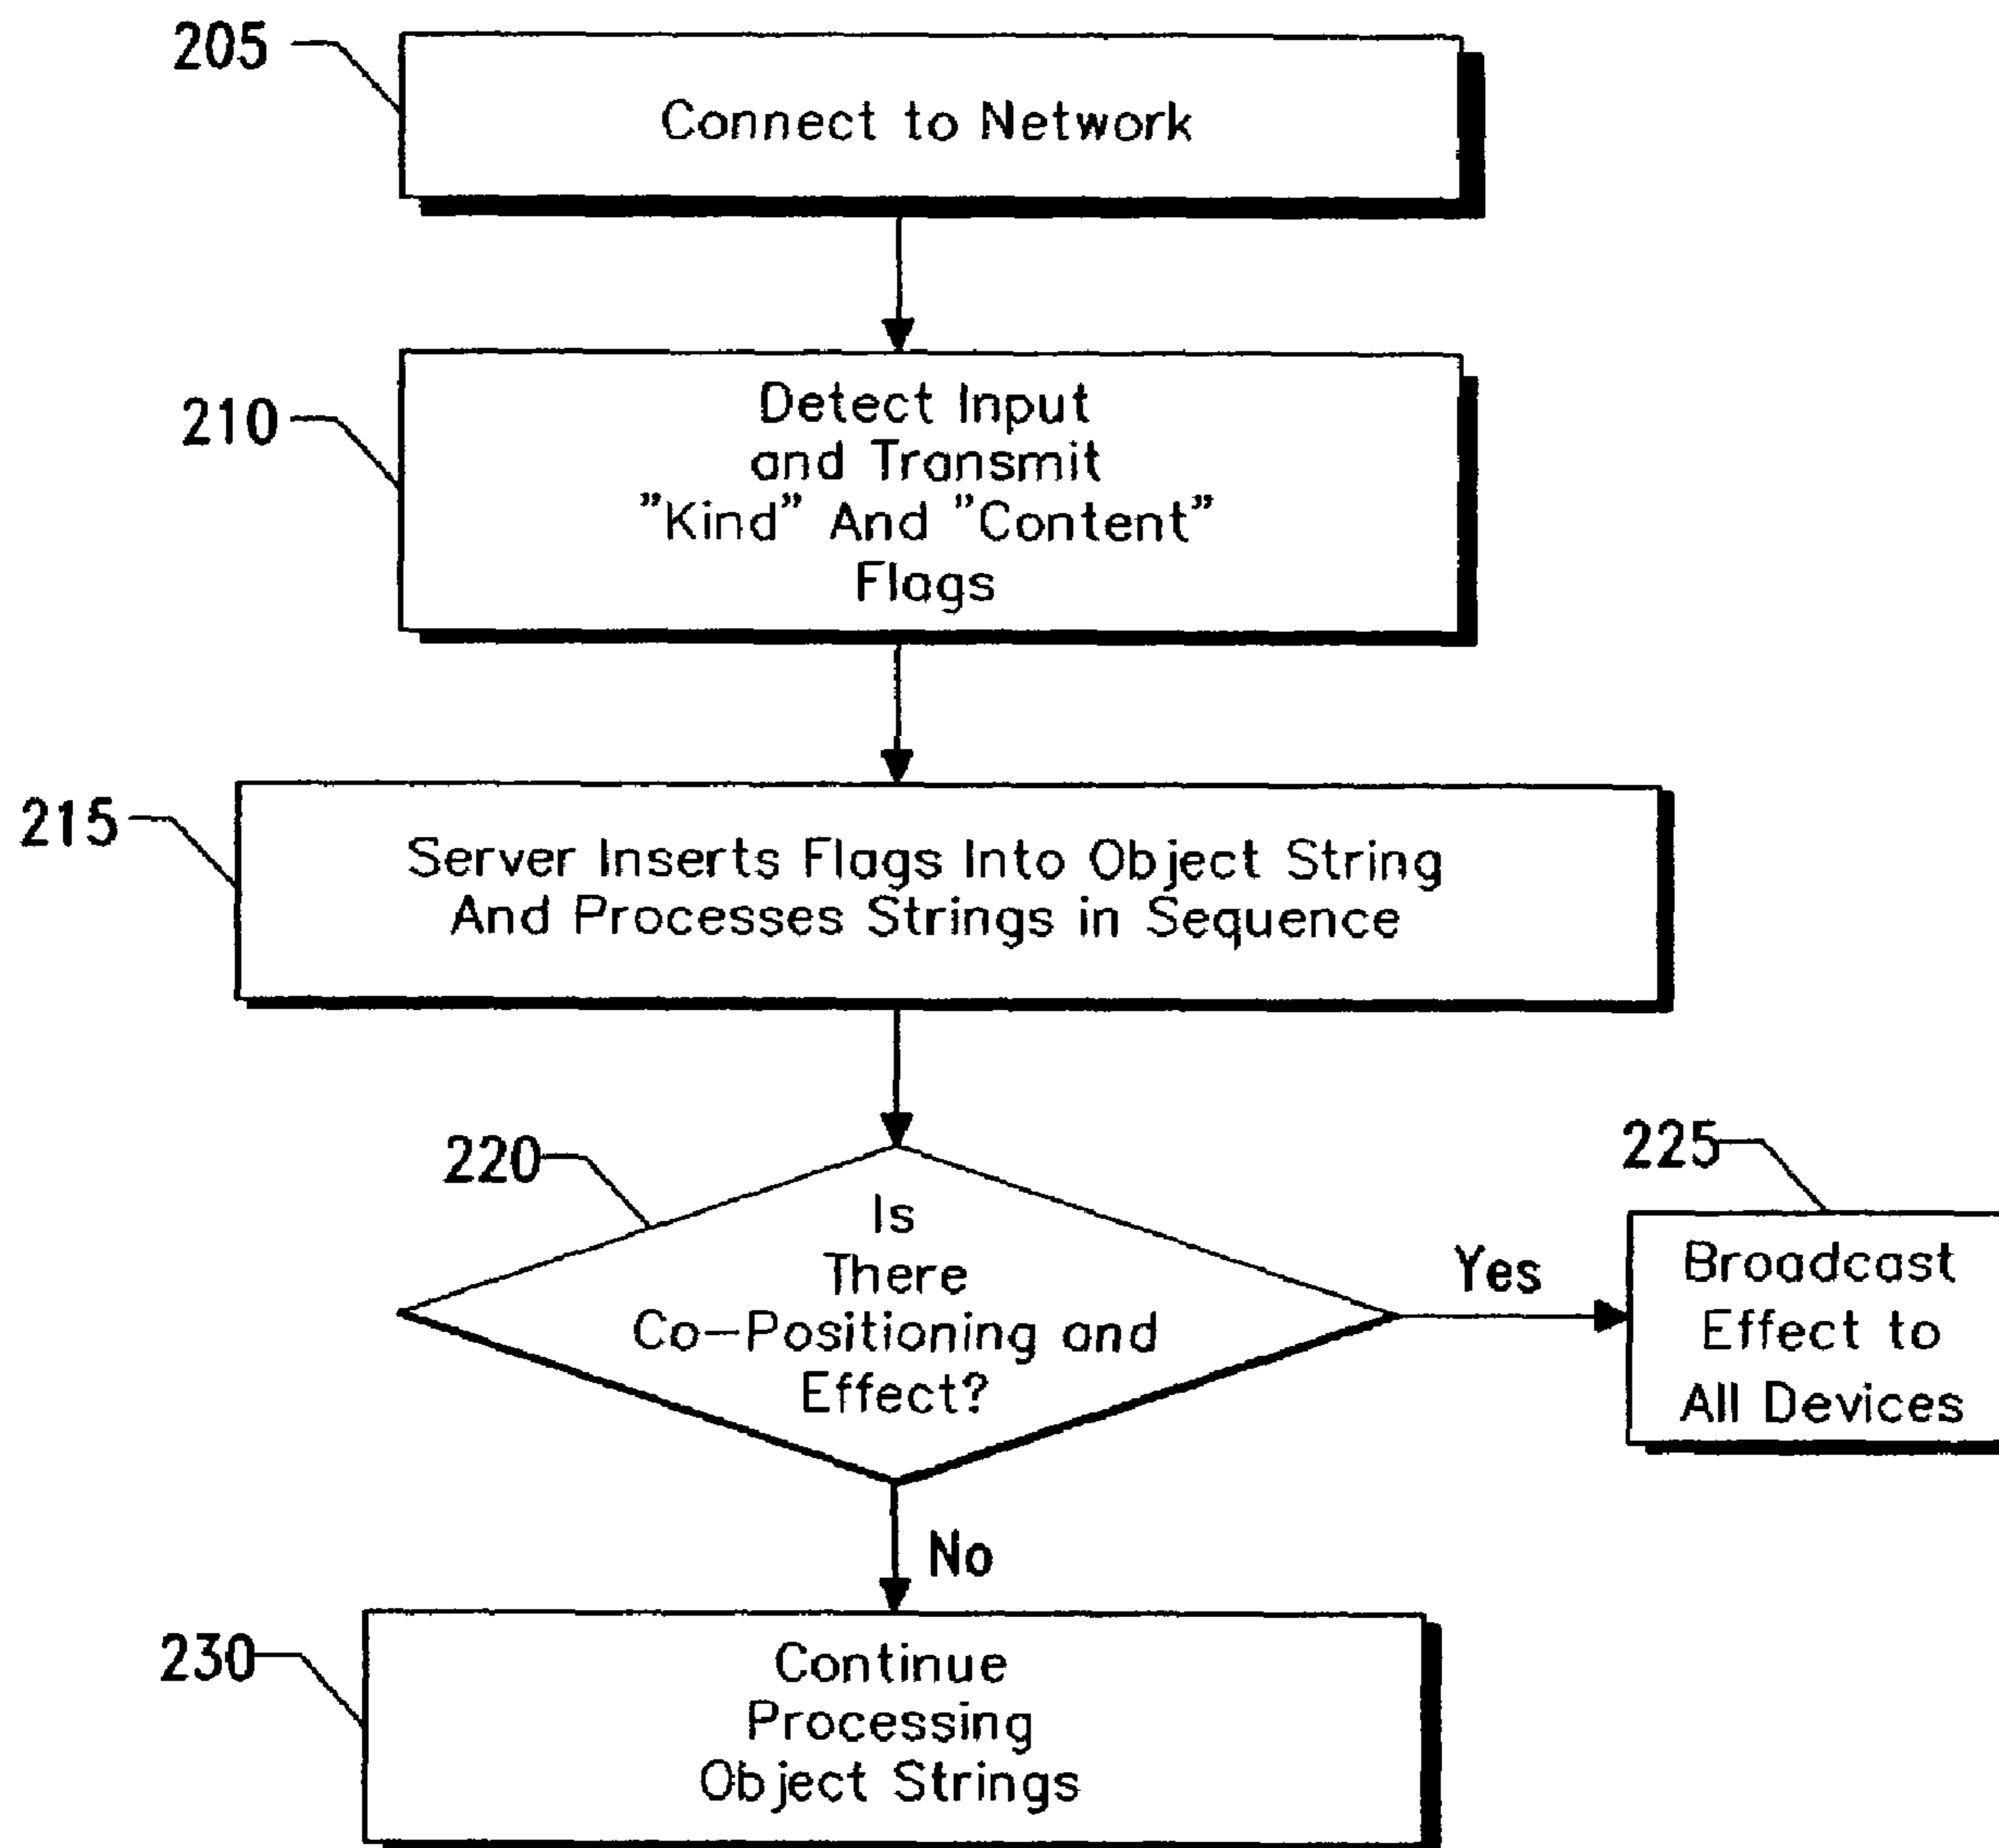 205
Connect to Network
210
Detect Input
and Transmit
"Kind" And "Content"
Flags
215
Server Inserts Flags Into Object String
And Processes Strings in Sequence
220
Is
There
Co-Positioning and
Effect?
Yes
225
Broadcast
Effect to
All Devices
No
230
Continue
Processing
Object Strings